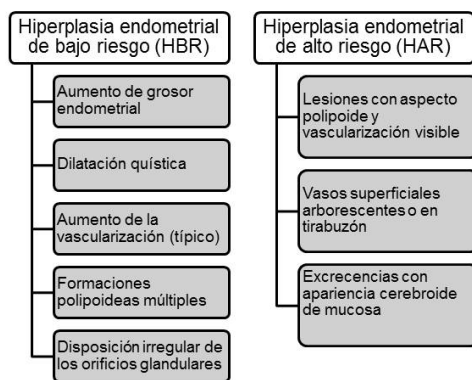 Hiperplasia endometrial
de bajo riesgo (HBR)
Aumento de grosor
endometrial
Dilatación quística
Aumento de la
vascularización (típico)
Formaciones
polipoideas múltiples
Disposición irregular de
los orificios glandulares
Hiperplasia endometrial
de alto riesgo (HAR)
Lesiones con aspecto
polipoide y
vascularización visible
Vasos superficiales
arborescentes o en
tirabuzón
Excrecencias con
apariencia cerebroide
de mucosa